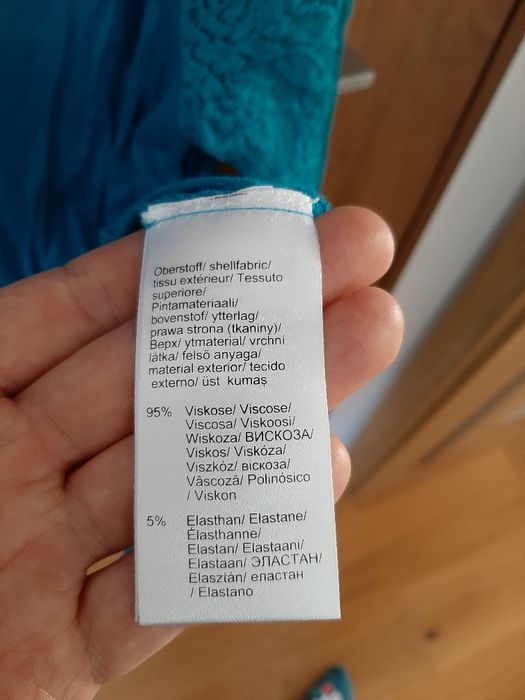 Oberstoff/ shellfabric/
tissu extérieur/ Tessuto
superiore/
Pintamateriaali/
bovenstof/ ytterlag/
prawa strona (tkaniny)/
Верх/ ytmaterial/ vrchní
látka/ felső anyaga/
material exterior/ tecido
externo/ üst kumaş
95% Viskose/ Viscose/
Viscosa/ Viskoosi/
Wiskoza/ ВИСКОЗА/
Viskos/ Viskóza/
Viszkóz/ віскоза/
Vâscoză/ Polinósico
/ Viskon
5% Elasthan/ Elastane/
Élasthanne/
Elastan/ Elastaani/
Elastaan/ ЭЛАСТАН/
Elaszián/ еластан
/ Elastano